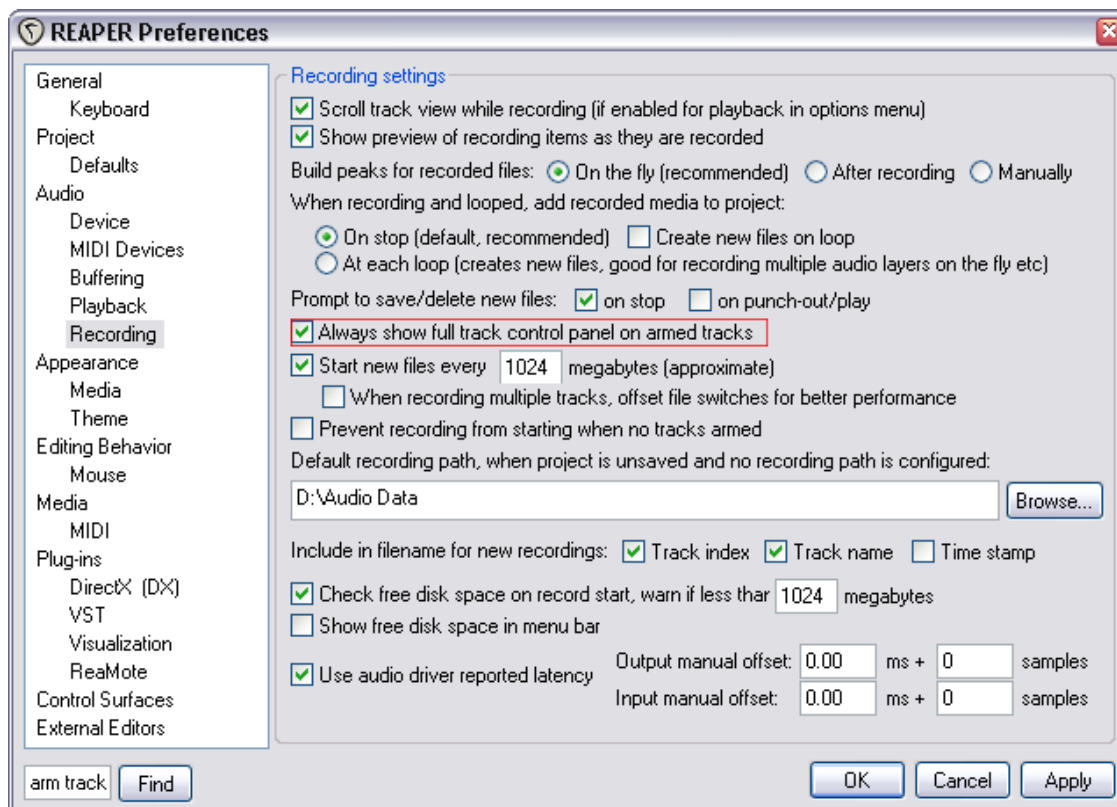 REAPER Preferences
General
Keyboard
Project
Defaults
Audio
Device
MIDI Devices
Buffering
Playback
Recording
Appearance
Media
Theme
Editing Behavior
Mouse
Media
MIDI
Plug-ins
DirectX (DX)
VST
Visualization
ReaMote
Control Surfaces
External Editors
arm track
Find
Recording settings
Scroll track view while recording (if enabled for playback in options menu)
Show preview of recording items as they are recorded
Build peaks for recorded files: On the fly (recommended) After recording Manually
When recording and looped, add recorded media to project:
On stop (default, recommended) Create new files on loop
At each loop (creates new files, good for recording multiple audio layers on the fly etc)
Prompt to save/delete new files: on stop on punch-out/play
Always show full track control panel on armed tracks
Start new files every 1024 megabytes (approximate)
When recording multiple tracks, offset file switches for better performance
Prevent recording from starting when no tracks armed
Default recording path, when project is unsaved and no recording path is configured:
D:\Audio Data Browse...
Include in filename for new recordings: Track index Track name Time stamp
Check free disk space on record start, warn if less thar 1024 megabytes
Show free disk space in menu bar
Use audio driver reported latency
Output manual offset: 0.00 ms + 0 samples
Input manual offset: 0.00 ms + 0 samples
OK Cancel Apply